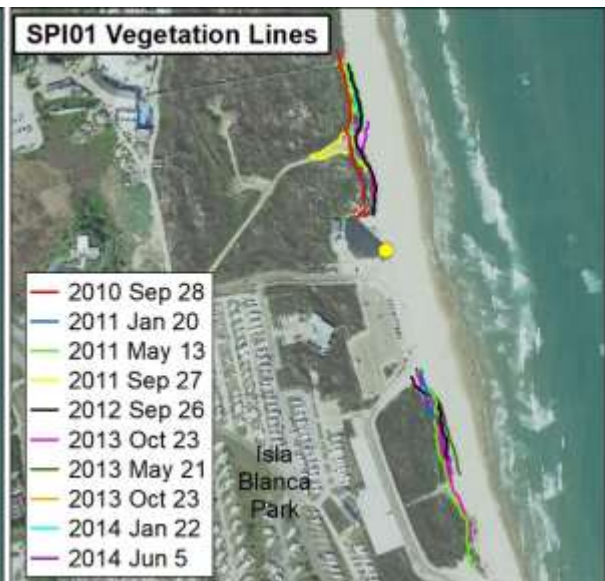 SPI01 Vegetation Lines
2010 Sep 28
2011 Jan 20
2011 May 13
2011 Sep 27
2012 Sep 26
2013 Oct 23
2013 May 21
2013 Oct 23
2014 Jan 22
2014 Jun 5
Isla
Blanca
Park